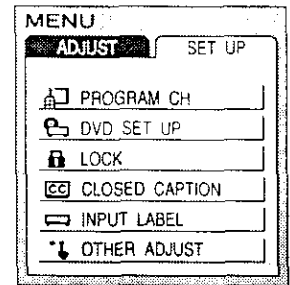 MENU
ADJUST SET UP
PROGRAM CH
DVD SET UP
LOCK
CC CLOSED CAPTION
INPUT LABEL
OTHER ADJUST